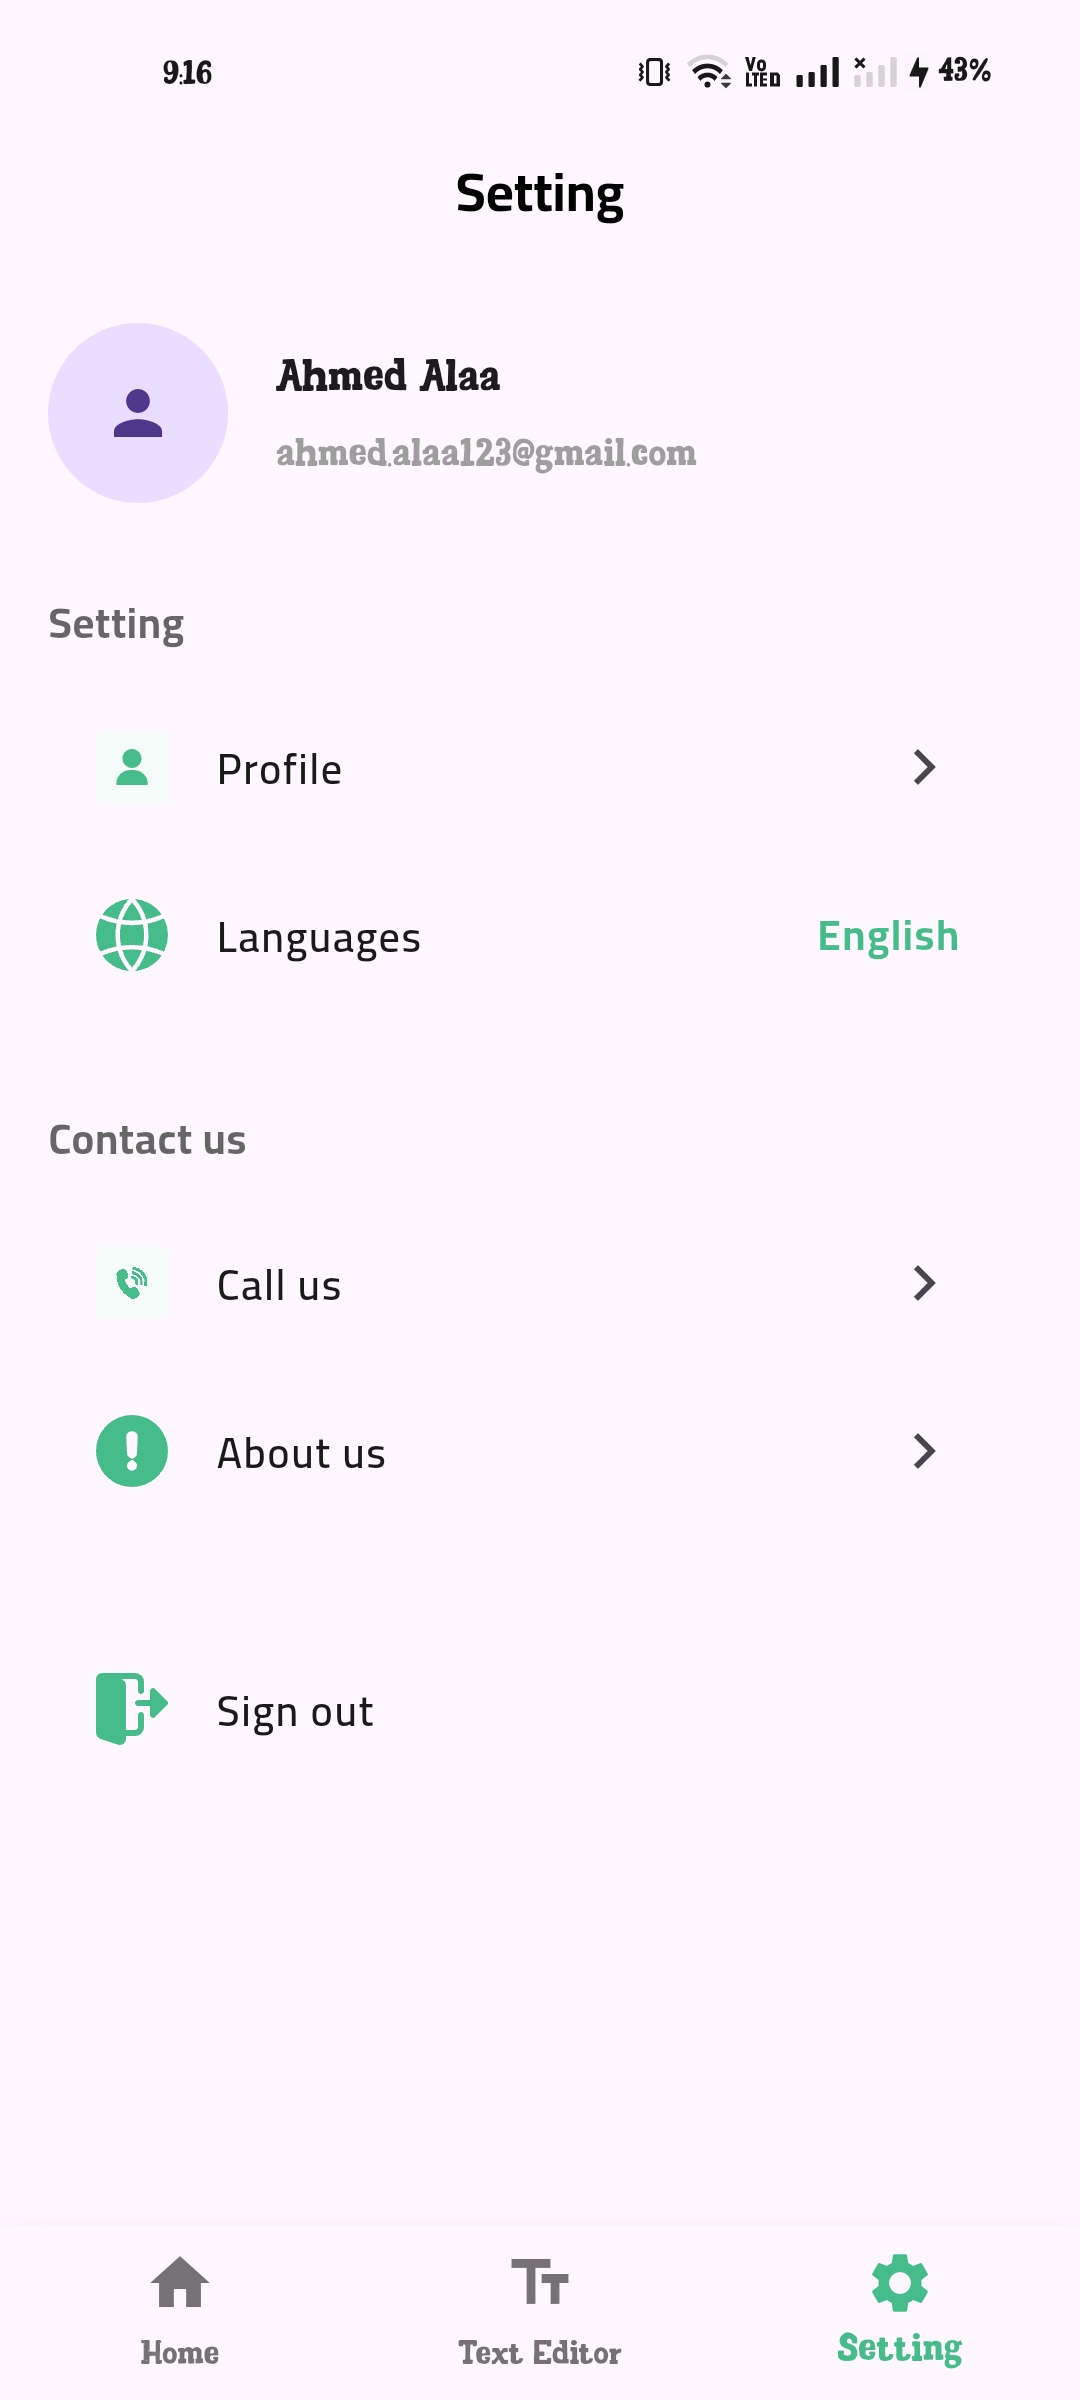 9:16
Vo
LTE
43%
Setting
Ahmed Alaa
ahmed.alaa123@gmail.com
Setting
Profile
Languages
English
Contact us
Call us
About us
Sign out
Home
Text Editor
Setting